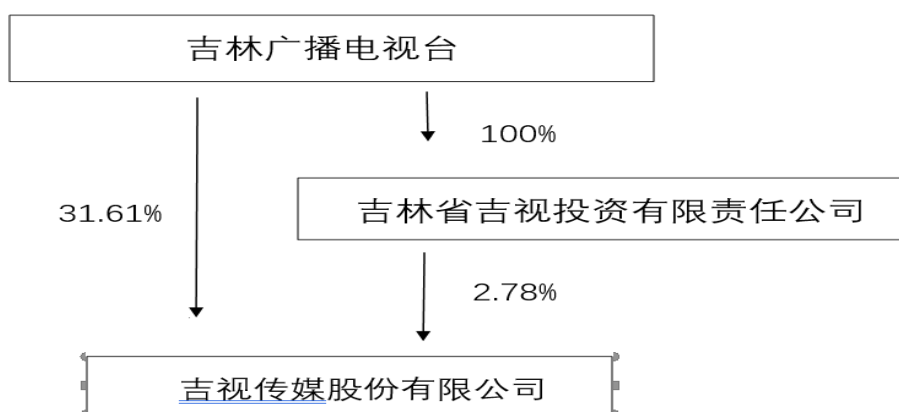 吉林广播电视台
100%
31.61%
吉林省吉视投资有限责任公司
2.78%
吉视传媒股份有限公司